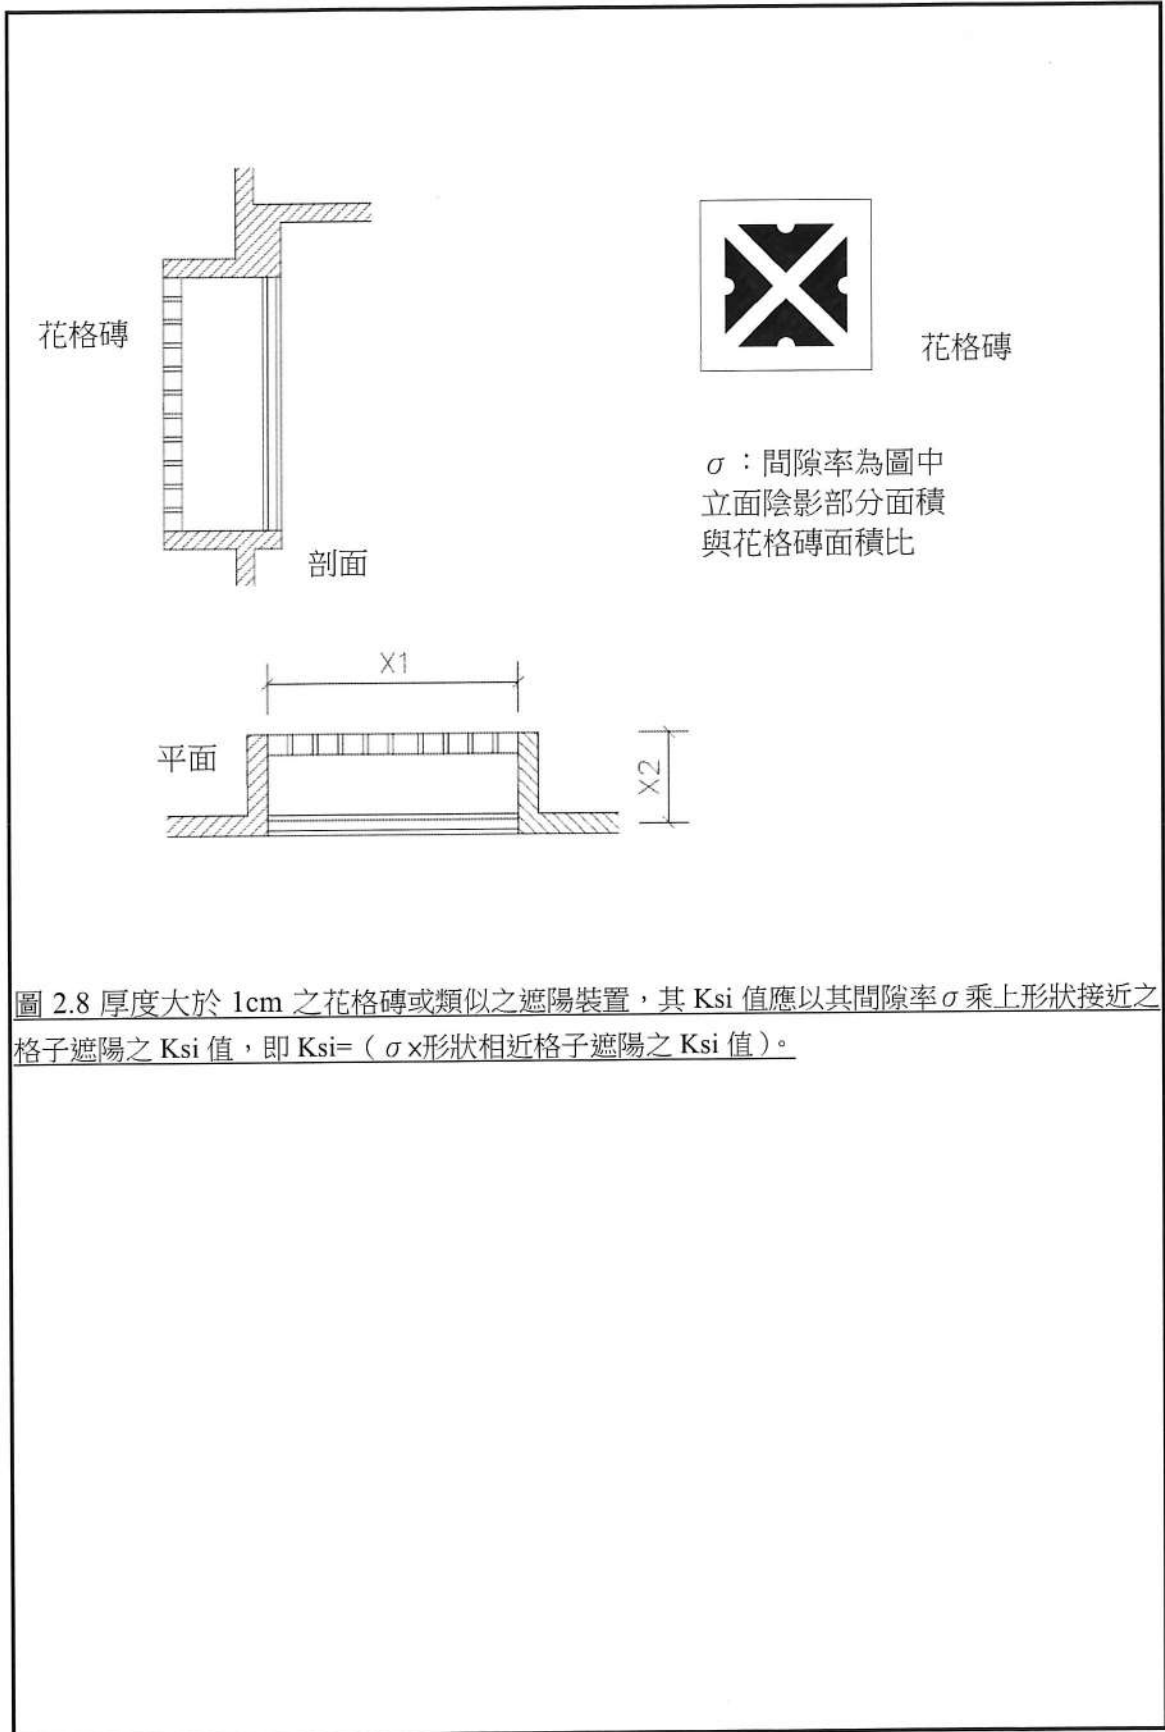 花格磚
花格磚
σ：間隙率為圖中
立面陰影部分面積
與花格磚面積比
剖面
X1
平面
X2
圖 2.8 厚度大於 1cm 之花格磚或類似之遮陽裝置，其 Ksi 值應以其間隙率σ乘上形狀接近之
格子遮陽之 Ksi 值，即 Ksi=（σx形狀相近格子遮陽之 Ksi 值）。